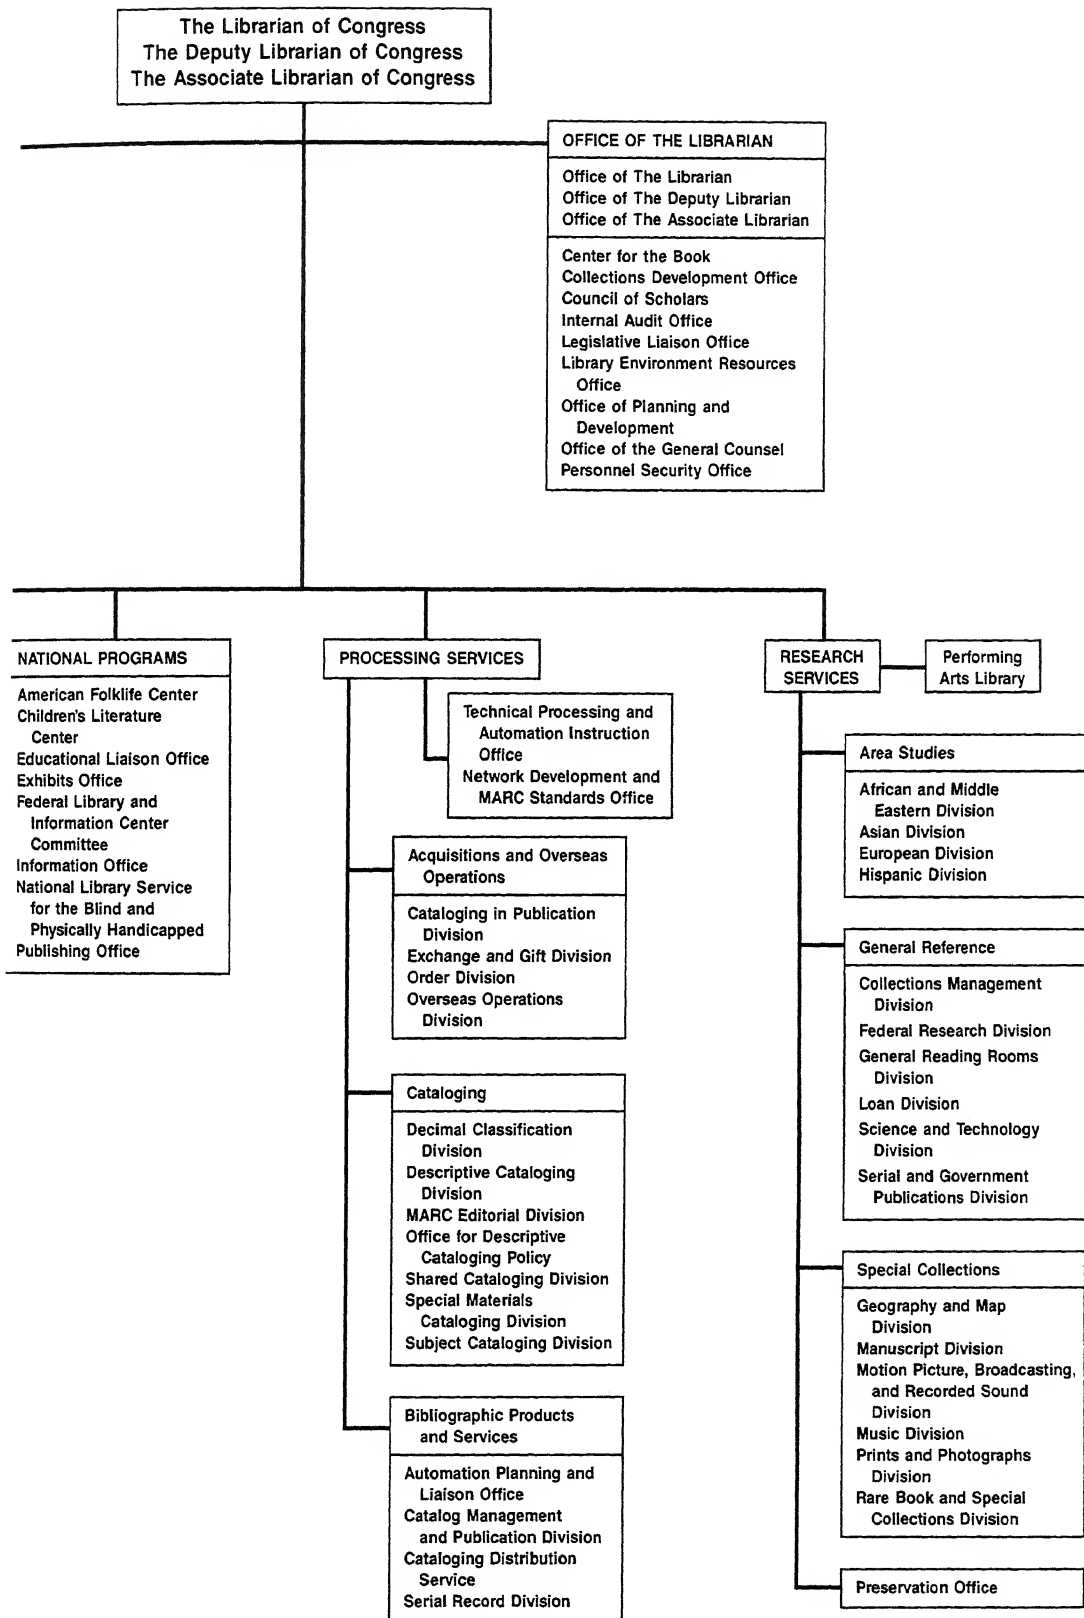 The Librarian of Congress
The Deputy Librarian of Congress
The Associate Librarian of Congress
OFFICE OF THE LIBRARIAN
Office of The Librarian
Office of The Deputy Librarian
Office of The Associate Librarian
Center for the Book
Collections Development Office
Council of Scholars
Internal Audit Office
Legislative Liaison Office
Library Environment Resources
Office
Office of Planning and
Development
Office of the General Counsel
Personnel Security Office
NATIONAL PROGRAMS
American Folklife Center
Children's Literature
Center
Educational Liaison Office
Exhibits Office
Federal Library and
Information Center
Committee
Information Office
National Library Service
for the Blind and
Physically Handicapped
Publishing Office
PROCESSING SERVICES
Technical Processing and
Automation Instruction
Office
Network Development and
MARC Standards Office
Acquisitions and Overseas
Operations
Cataloging in Publication
Division
Exchange and Gift Division
Order Division
Overseas Operations
Division
Cataloging
Decimal Classification
Division
Descriptive Cataloging
Division
MARC Editorial Division
Office for Descriptive
Cataloging Policy
Shared Cataloging Division
Special Materials
Cataloging Division
Subject Cataloging Division
Bibliographic Products
and Services
Automation Planning and
Liaison Office
Catalog Management
and Publication Division
Cataloging Distribution
Service
Serial Record Division
RESEARCH
SERVICES
Performing
Arts Library
Area Studies
African and Middle
Eastern Division
Asian Division
European Division
Hispanic Division
General Reference
Collections Management
Division
Federal Research Division
General Reading Rooms
Division
Loan Division
Science and Technology
Division
Serial and Government
Publications Division
Special Collections
Geography and Map
Division
Manuscript Division
Motion Picture, Broadcasting,
and Recorded Sound
Division
Music Division
Prints and Photographs
Division
Rare Book and Special
Collections Division
Preservation Office